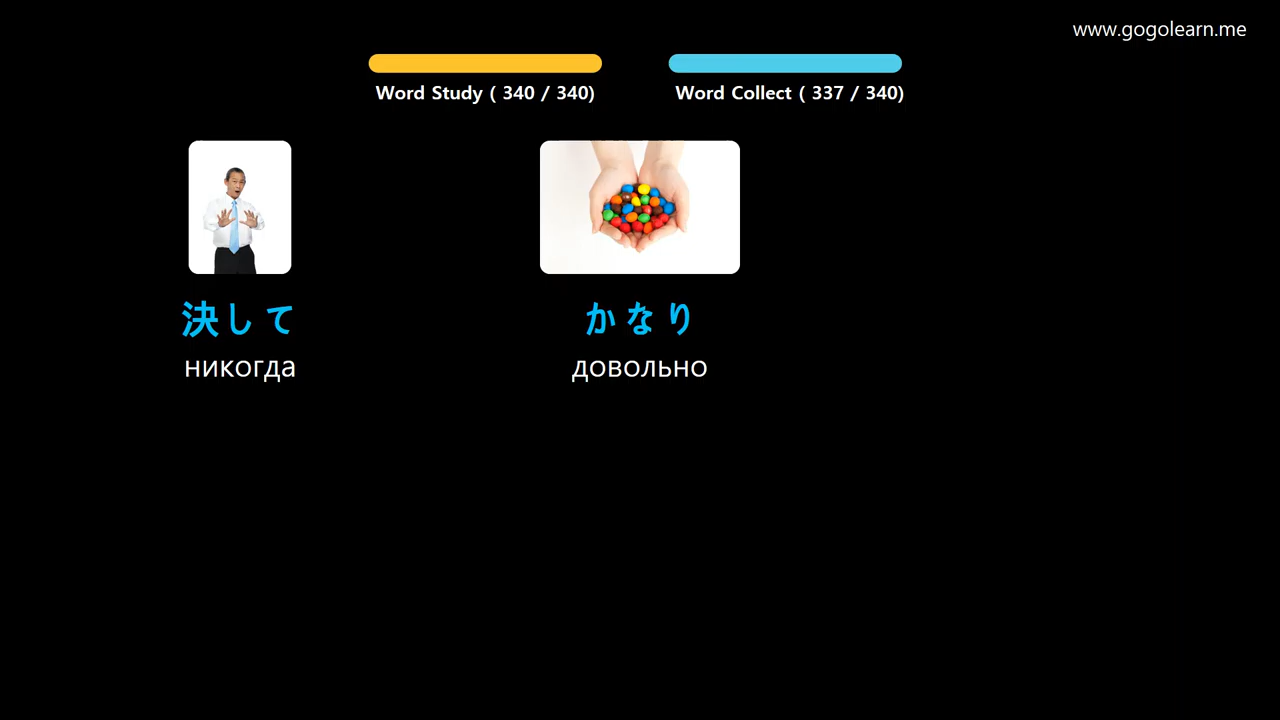 www.gogolearn.me
Word Study ( 340 / 340)
Word Collect ( 337 / 340)
決して
かなり
никогда
довольно